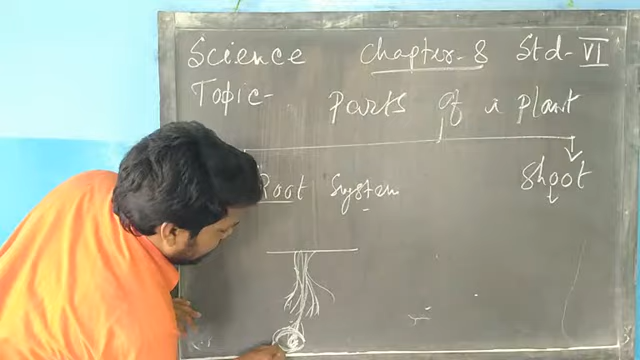 Science Chapter-8 Std-VI
Topic- Parts of a plant
Root System Shoot